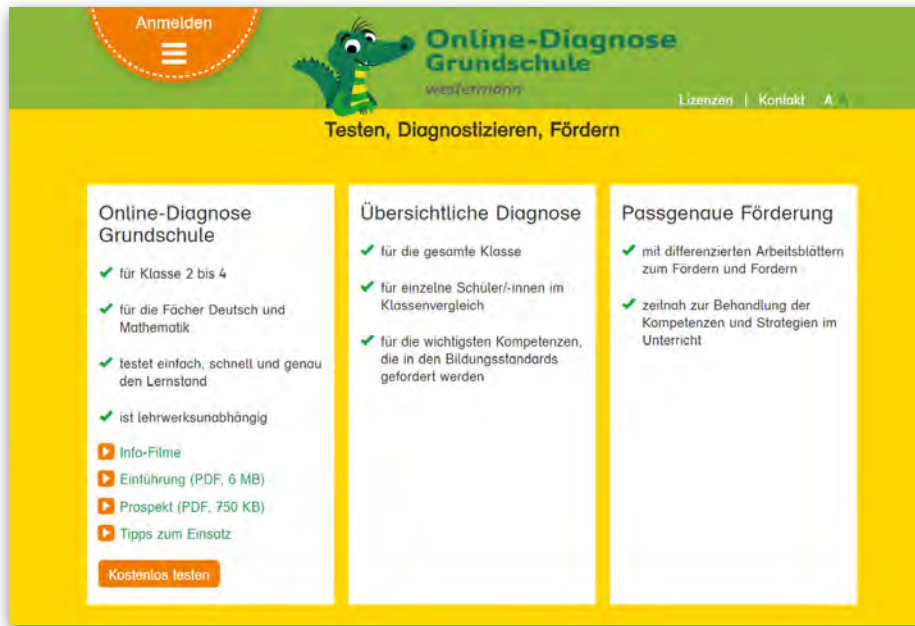 Anmelden
Online-Diagnose
Grundschule
westermann
Lizenzen | Kontakt A A
Testen, Diagnostizieren, Fördern
Online-Diagnose
Grundschule
für Klasse 2 bis 4
für die Fächer Deutsch und
Mathematik
testet einfach, schnell und genau
den Lernstand
ist lehrwerksunabhängig
Info-Filme
Einführung (PDF, 6 MB)
Prospekt (PDF, 750 KB)
Tipps zum Einsatz
Kostenlos testen
Übersichtliche Diagnose
für die gesamte Klasse
für einzelne Schüler/-innen im
Klassenvergleich
für die wichtigsten Kompetenzen,
die in den Bildungsstandards
gefordert werden
Passgenaue Förderung
mit differenzierten Arbeitsblättern
zum Fördern und Fordern
zeitnah zur Behandlung der
Kompetenzen und Strategien im
Unterricht